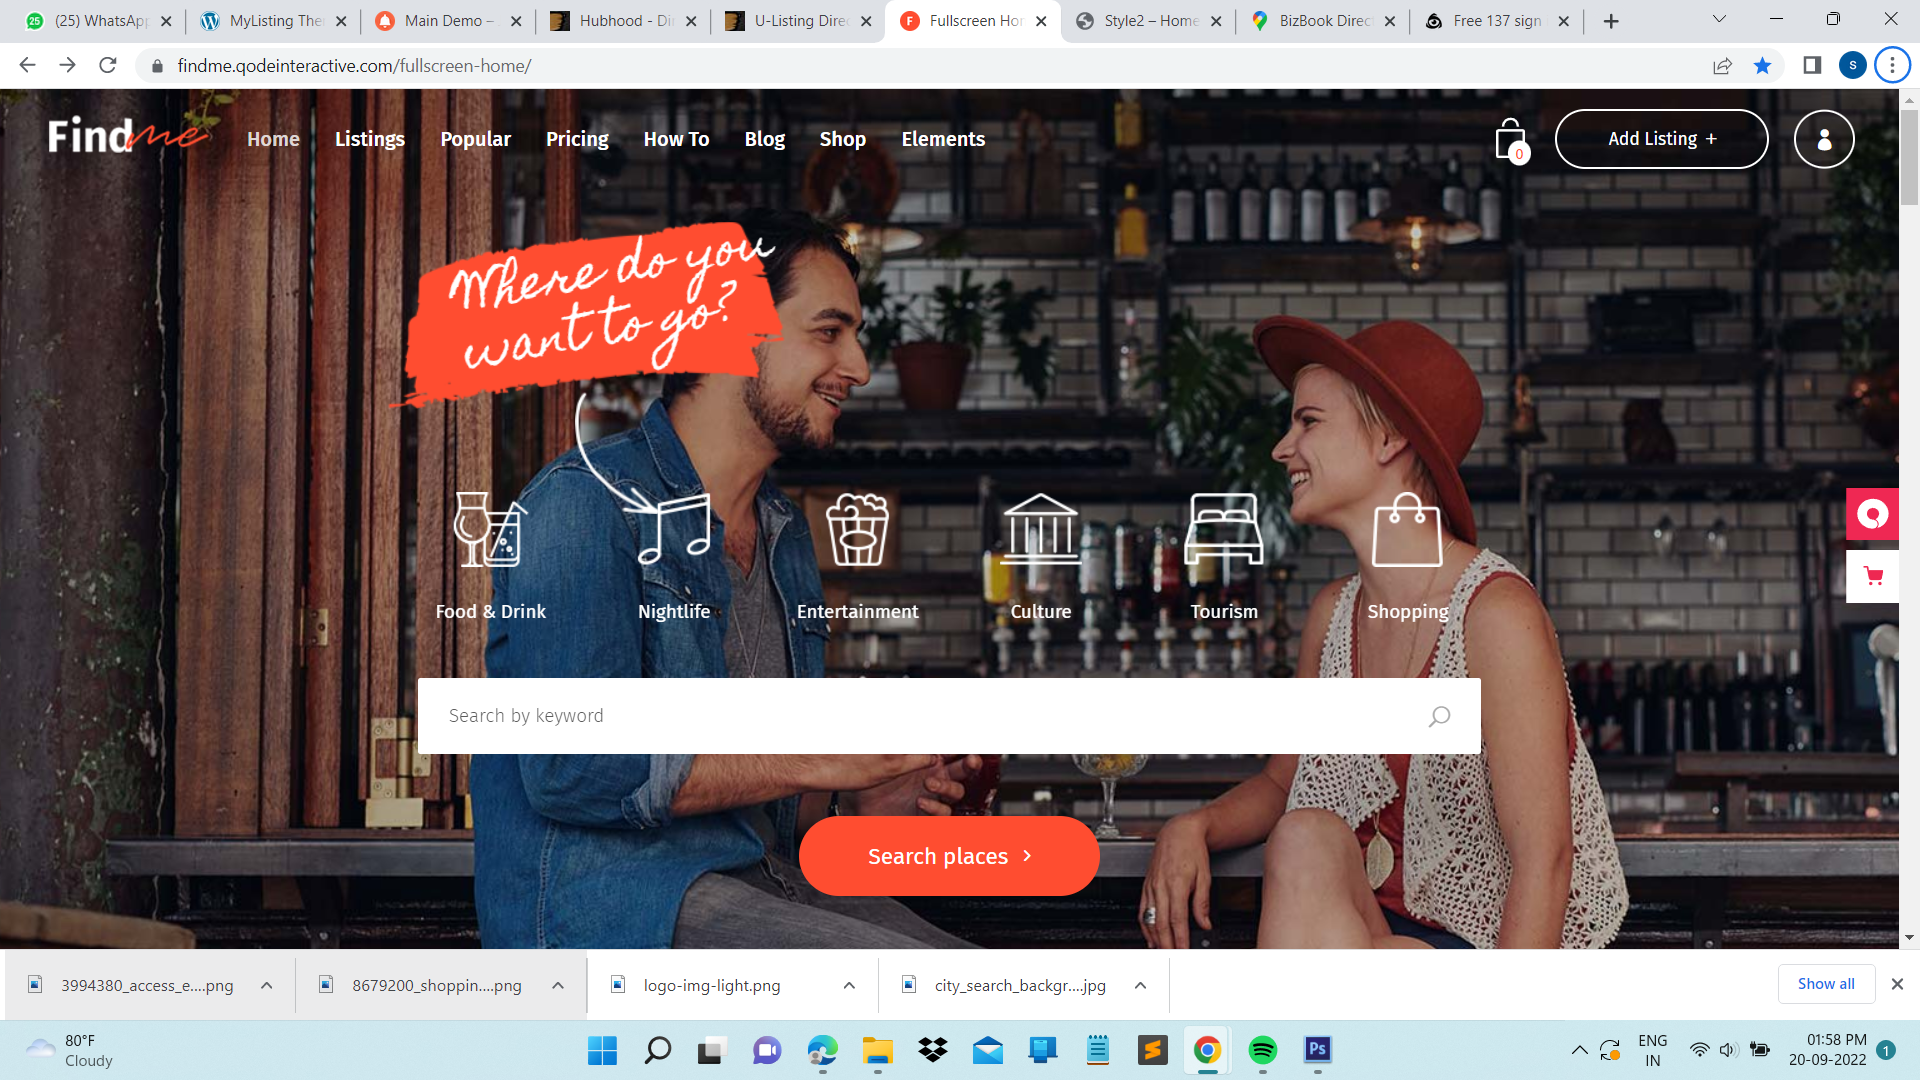 25
(25) WhatsApp
MyListing The
Main Demo –
Hubhood - Di
U-Listing Dire
F
Fullscreen Ho
Style2 – Home
BizBook Direc
Free 137 sign
findme.qodeinteractive.com/fullscreen-home/
S
Findme
Home
Listings
Popular
Pricing
How To
Blog
Shop
Elements
0
Add Listing +
Where do you
want to go?
Food & Drink
Nightlife
Entertainment
Culture
Tourism
Shopping
Search by keyword
Search places
3994380_access_e....png
8679200_shoppin....png
logo-img-light.png
city_search_backgr....jpg
Show all
80°F
Cloudy
Ps
ENG
IN
01:58 PM
20-09-2022
1